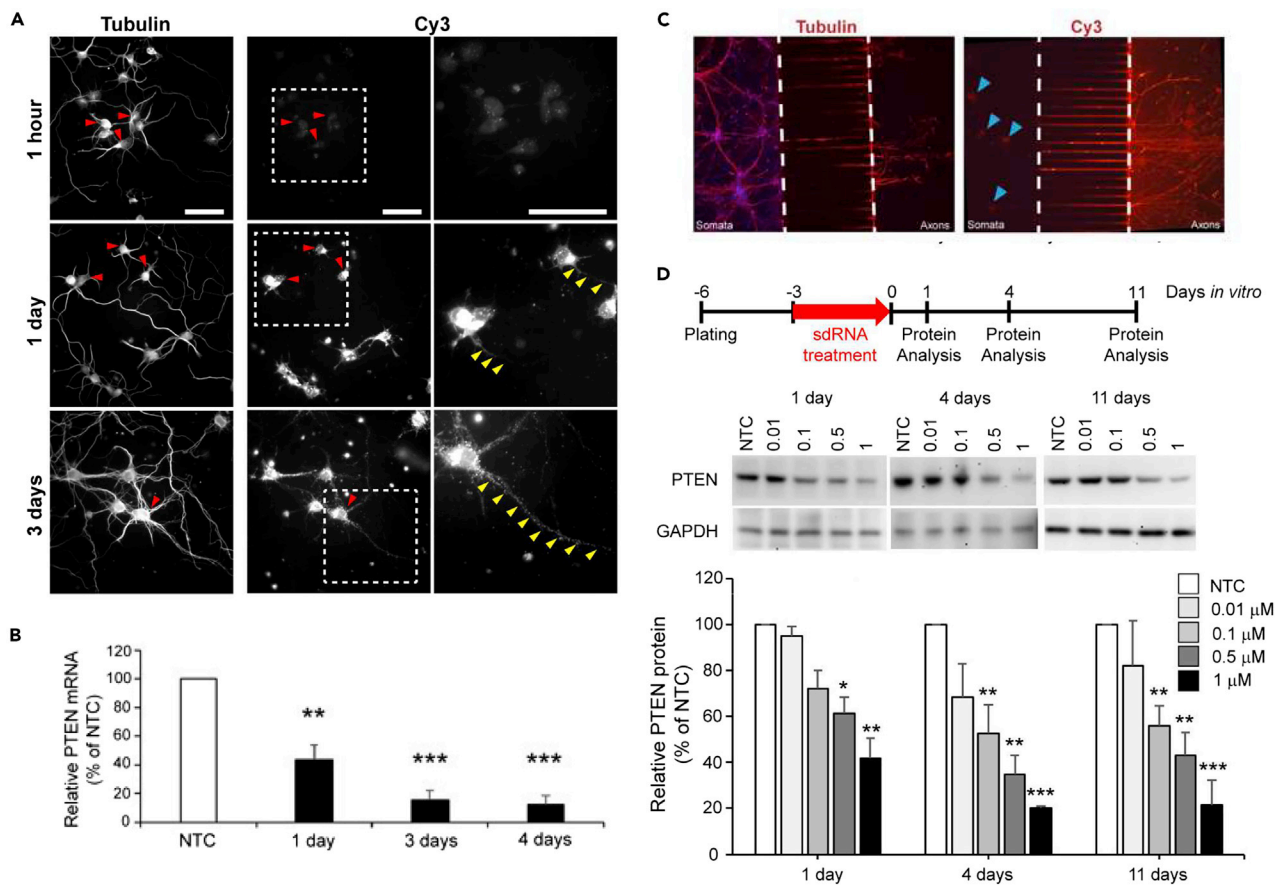 A
Tubulin
Cy3
1 hour
1 day
3 days
B
Relative PTEN mRNA
(% of NTC)
120
100
80
60
40
20
0
**
***
***
NTC
1 day
3 days
4 days
C
Tubulin
Cy3
Somata
Axons
Somata
Axons
D
-6
-3
0
1
4
11
Days in vitro
Plating
sdRNA
treatment
Protein
Analysis
Protein
Analysis
Protein
Analysis
1 day
4 days
11 days
NTC
0.01
0.1
0.5
1
NTC
0.01
0.1
0.5
1
NTC
0.01
0.1
0.5
1
PTEN
GAPDH
Relative PTEN protein
(% of NTC)
120
100
80
60
40
20
0
*
**
**
**
***
**
**
***
NTC
0.01 μM
0.1 μM
0.5 μM
1 μM
1 day
4 days
11 days